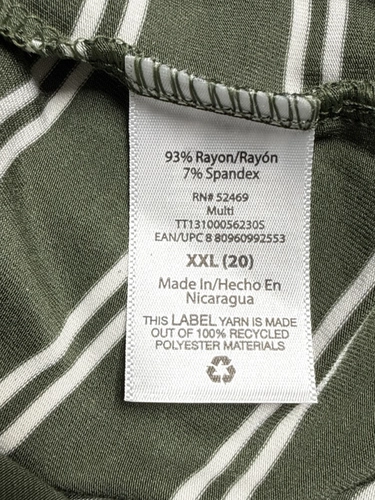 93% Rayon/Rayón
7% Spandex
RN# 52469
Multi
TT13100056230S
EAN/UPC 8 80960992553
XXL (20)
Made In/Hecho En
Nicaragua
THIS LABEL YARN IS MADE
OUT OF 100% RECYCLED
POLYESTER MATERIALS